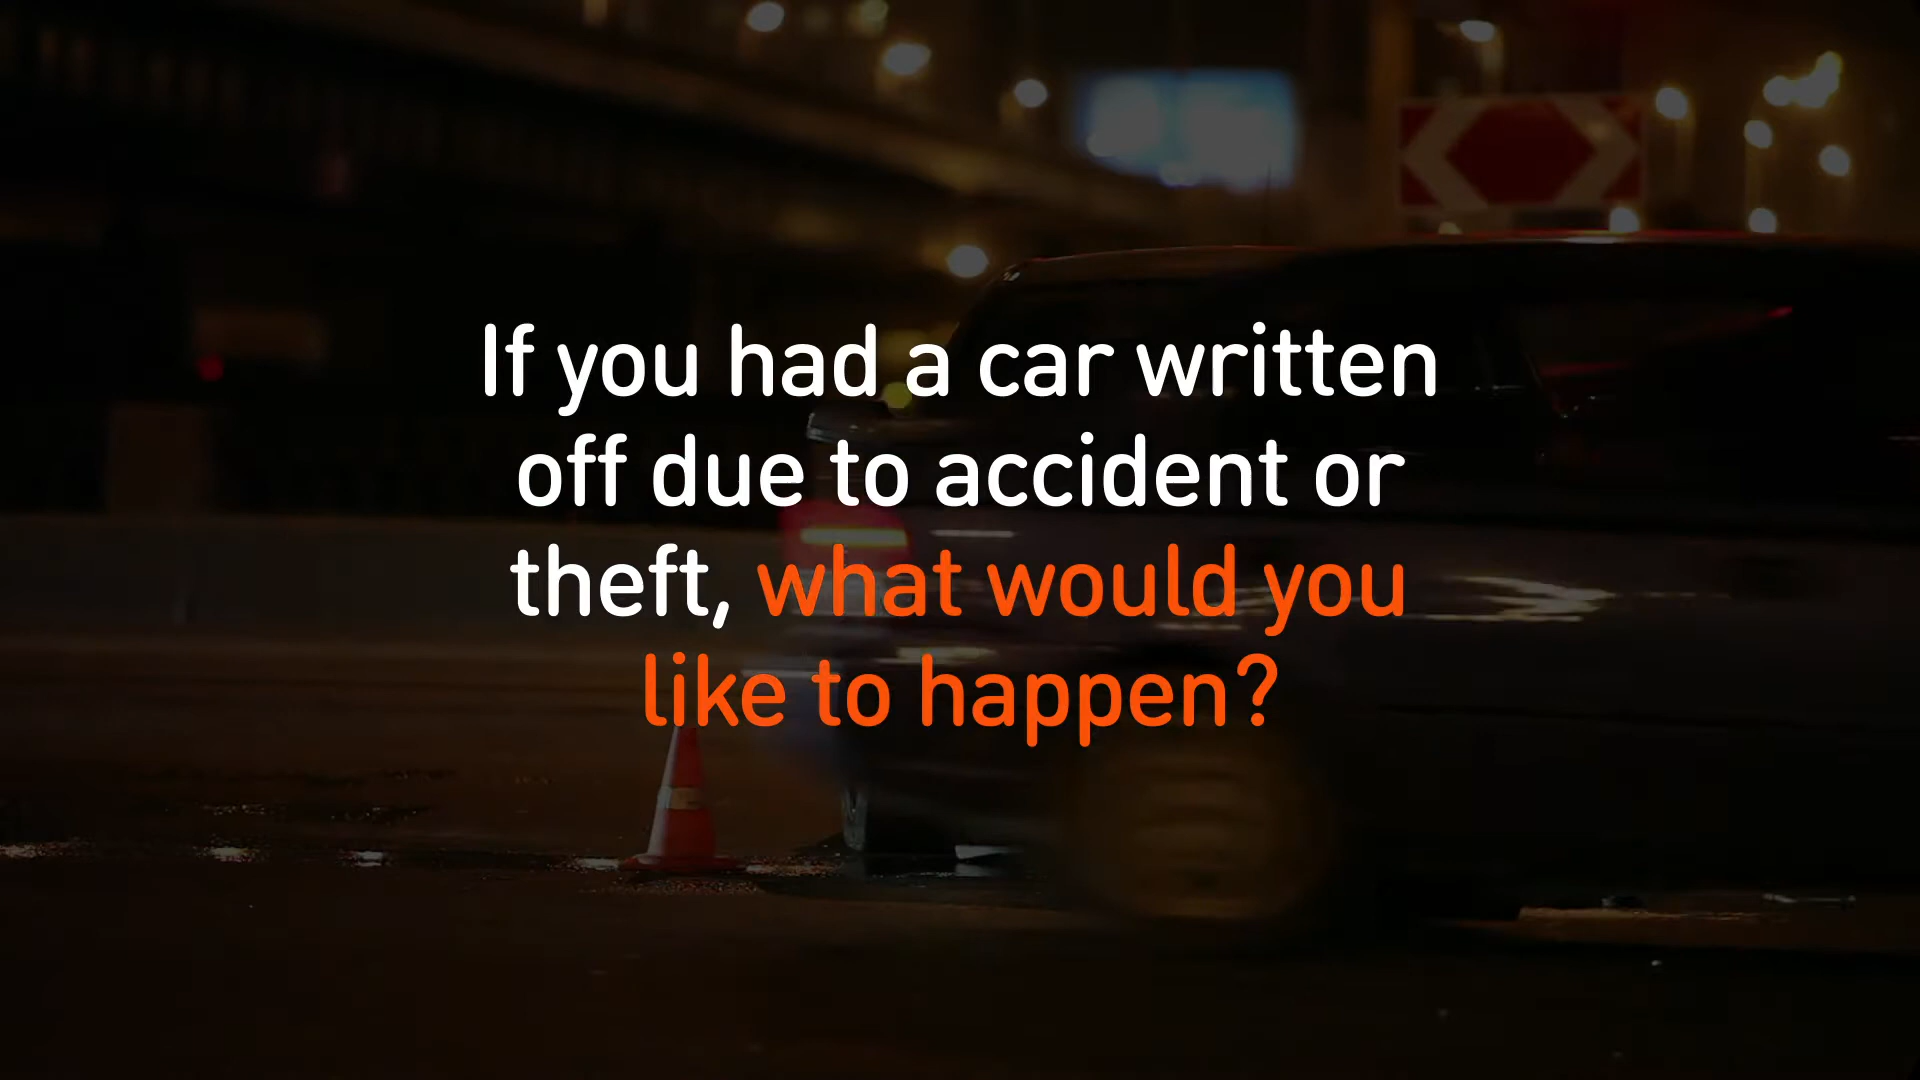 If you had a car written
off due to accident or
theft, what would you
like to happen?